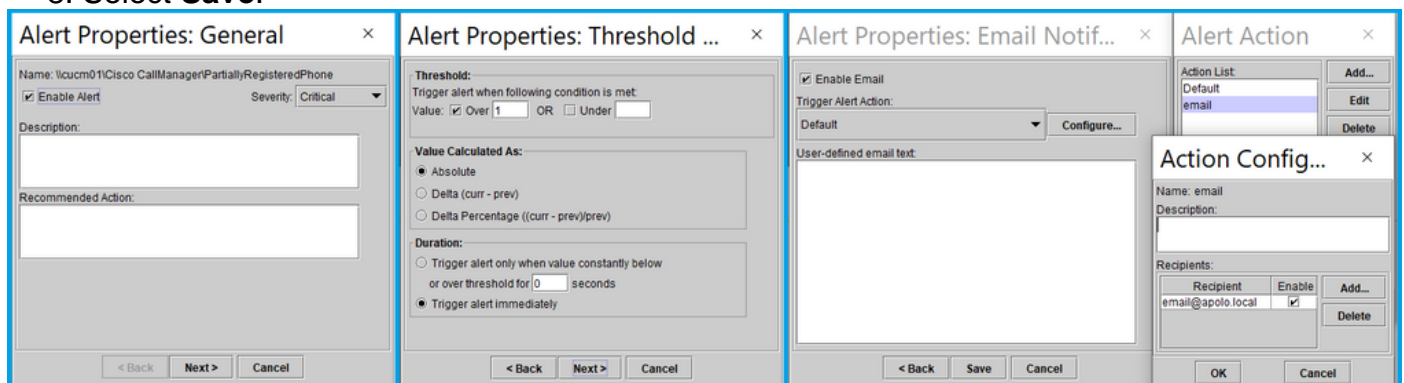 Select Save.
Alert Properties: General
Name: \\cucm01\Cisco CallManager\PartiallyRegisteredPhone
Enable Alert
Severity: Critical
Description:
Recommended Action:
< Back
Next >
Cancel
Alert Properties: Threshold ...
Threshold:
Trigger alert when following condition is met:
Value: Over 1 OR Under
Value Calculated As:
Absolute
Delta (curr - prev)
Delta Percentage ((curr - prev)/prev)
Duration:
Trigger alert only when value constantly below
or over threshold for 0 seconds
Trigger alert immediately
< Back
Next >
Cancel
Alert Properties: Email Notif...
Enable Email
Trigger Alert Action:
Default
Configure...
User-defined email text:
< Back
Save
Cancel
Alert Action
Action List:
Default
email
Add...
Edit
Delete
Action Config...
Name: email
Description:
Recipients:
Recipient Enable
email@apolo.local
Add...
Delete
OK
Cancel